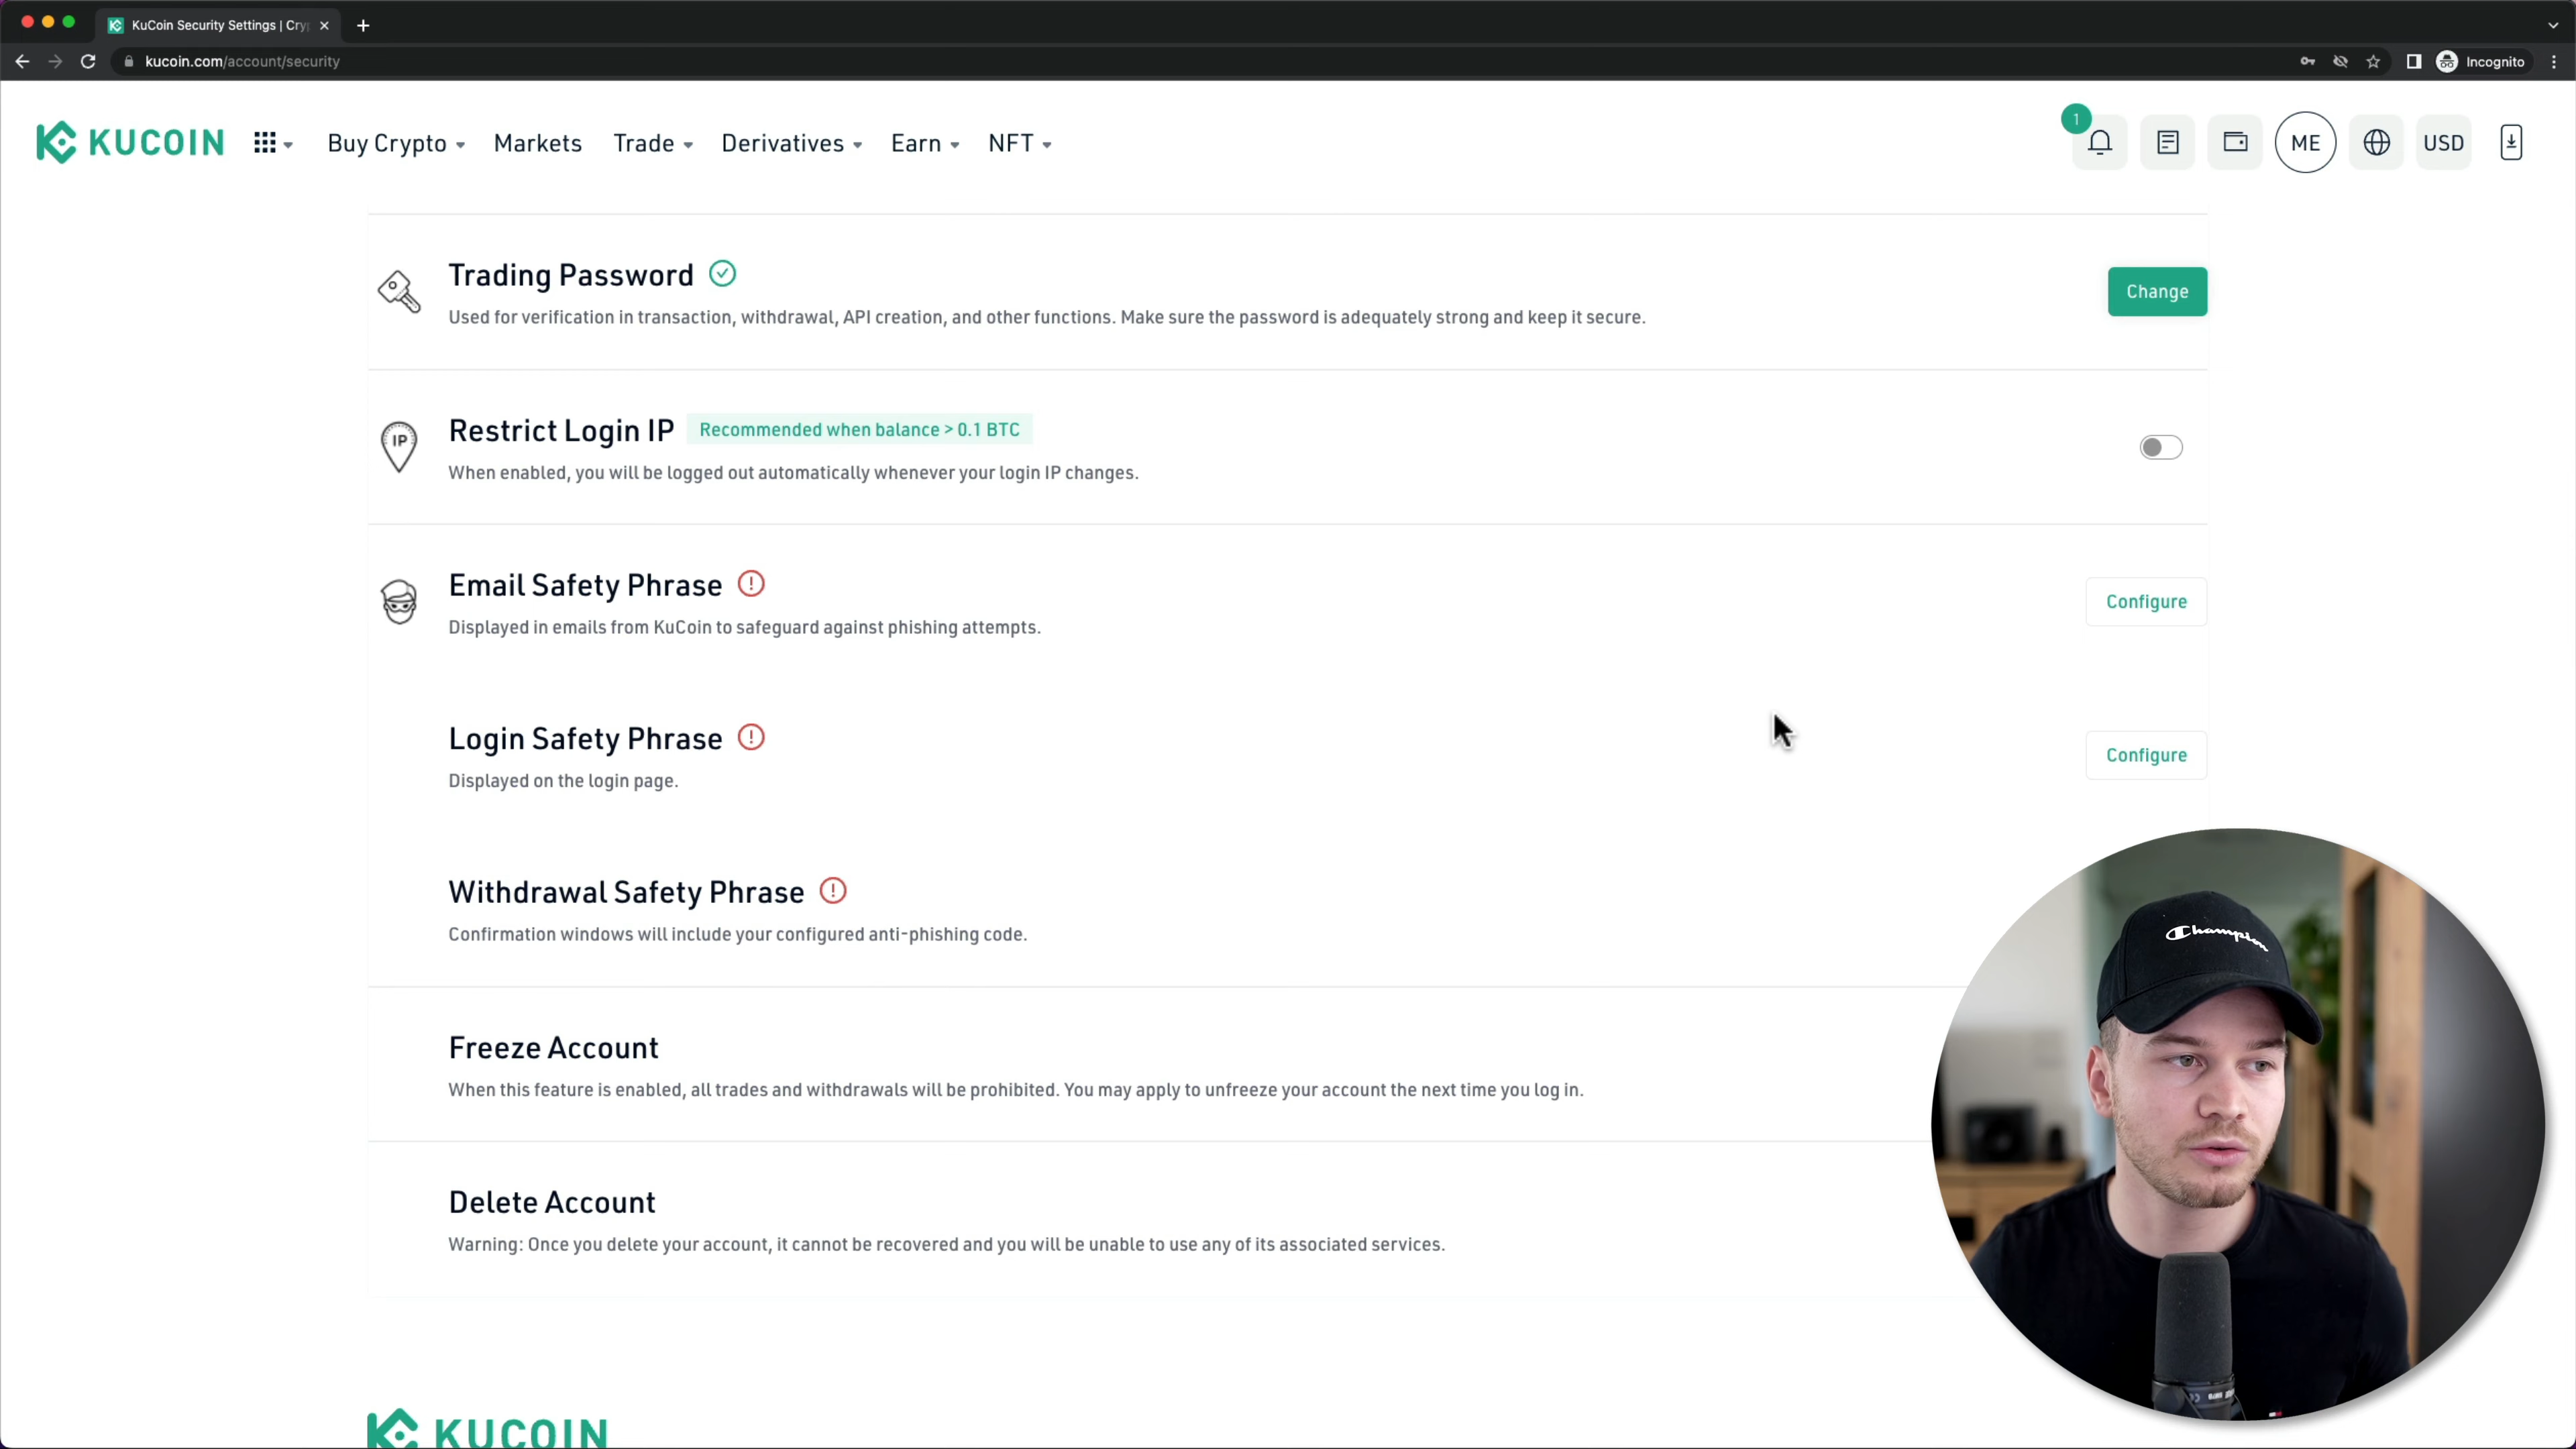 KuCoin Security Settings | Cry
kucoin.com/account/security
Incognito
KUCOIN
Buy Crypto
Markets
Trade
Derivatives
Earn
NFT
1
ME
USD
Trading Password
Used for verification in transaction, withdrawal, API creation, and other functions. Make sure the password is adequately strong and keep it secure.
Change
IP
Restrict Login IP
Recommended when balance > 0.1 BTC
When enabled, you will be logged out automatically whenever your login IP changes.
Email Safety Phrase
Displayed in emails from KuCoin to safeguard against phishing attempts.
Configure
Login Safety Phrase
Displayed on the login page.
Configure
Withdrawal Safety Phrase
Confirmation windows will include your configured anti-phishing code.
Freeze Account
When this feature is enabled, all trades and withdrawals will be prohibited. You may apply to unfreeze your account the next time you log in.
Delete Account
Warning: Once you delete your account, it cannot be recovered and you will be unable to use any of its associated services.
Champion
KUCOIN